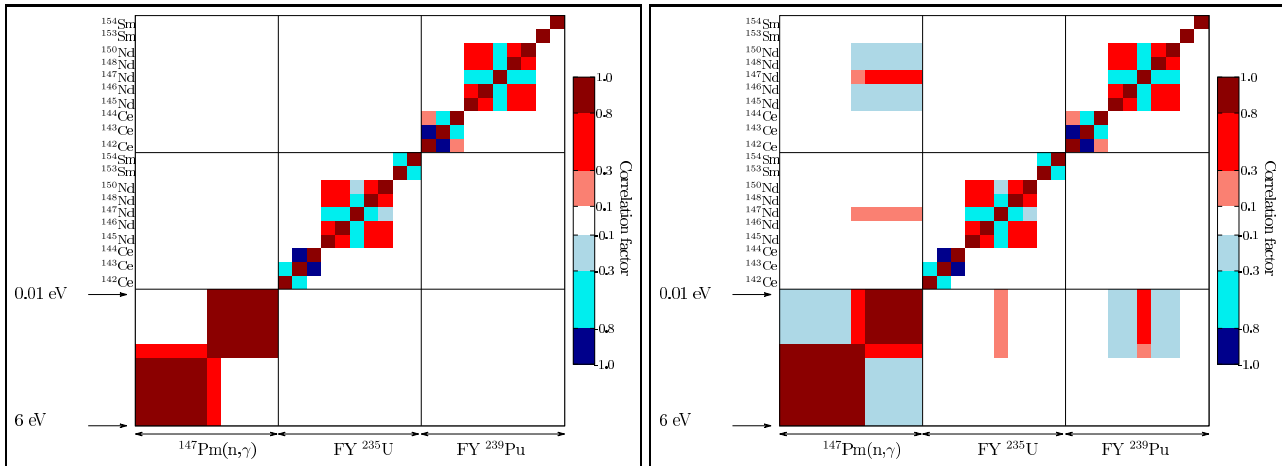 154Sm
153Sm
150Nd
148Nd
147Nd
146Nd
145Nd
144Ce
143Ce
142Ce
154Sm
153Sm
150Nd
148Nd
147Nd
146Nd
145Nd
144Ce
143Ce
142Ce
0.01 eV
6 eV
147Pm(n,γ)
FY 235U
FY 239Pu
1.0
0.8
0.3
0.1
-0.1
-0.3
-0.8
-1.0
Correlation factor
154Sm
153Sm
150Nd
148Nd
147Nd
146Nd
145Nd
144Ce
143Ce
142Ce
154Sm
153Sm
150Nd
148Nd
147Nd
146Nd
145Nd
144Ce
143Ce
142Ce
0.01 eV
6 eV
147Pm(n,γ)
FY 235U
FY 239Pu
1.0
0.8
0.3
0.1
-0.1
-0.3
-0.8
-1.0
Correlation factor